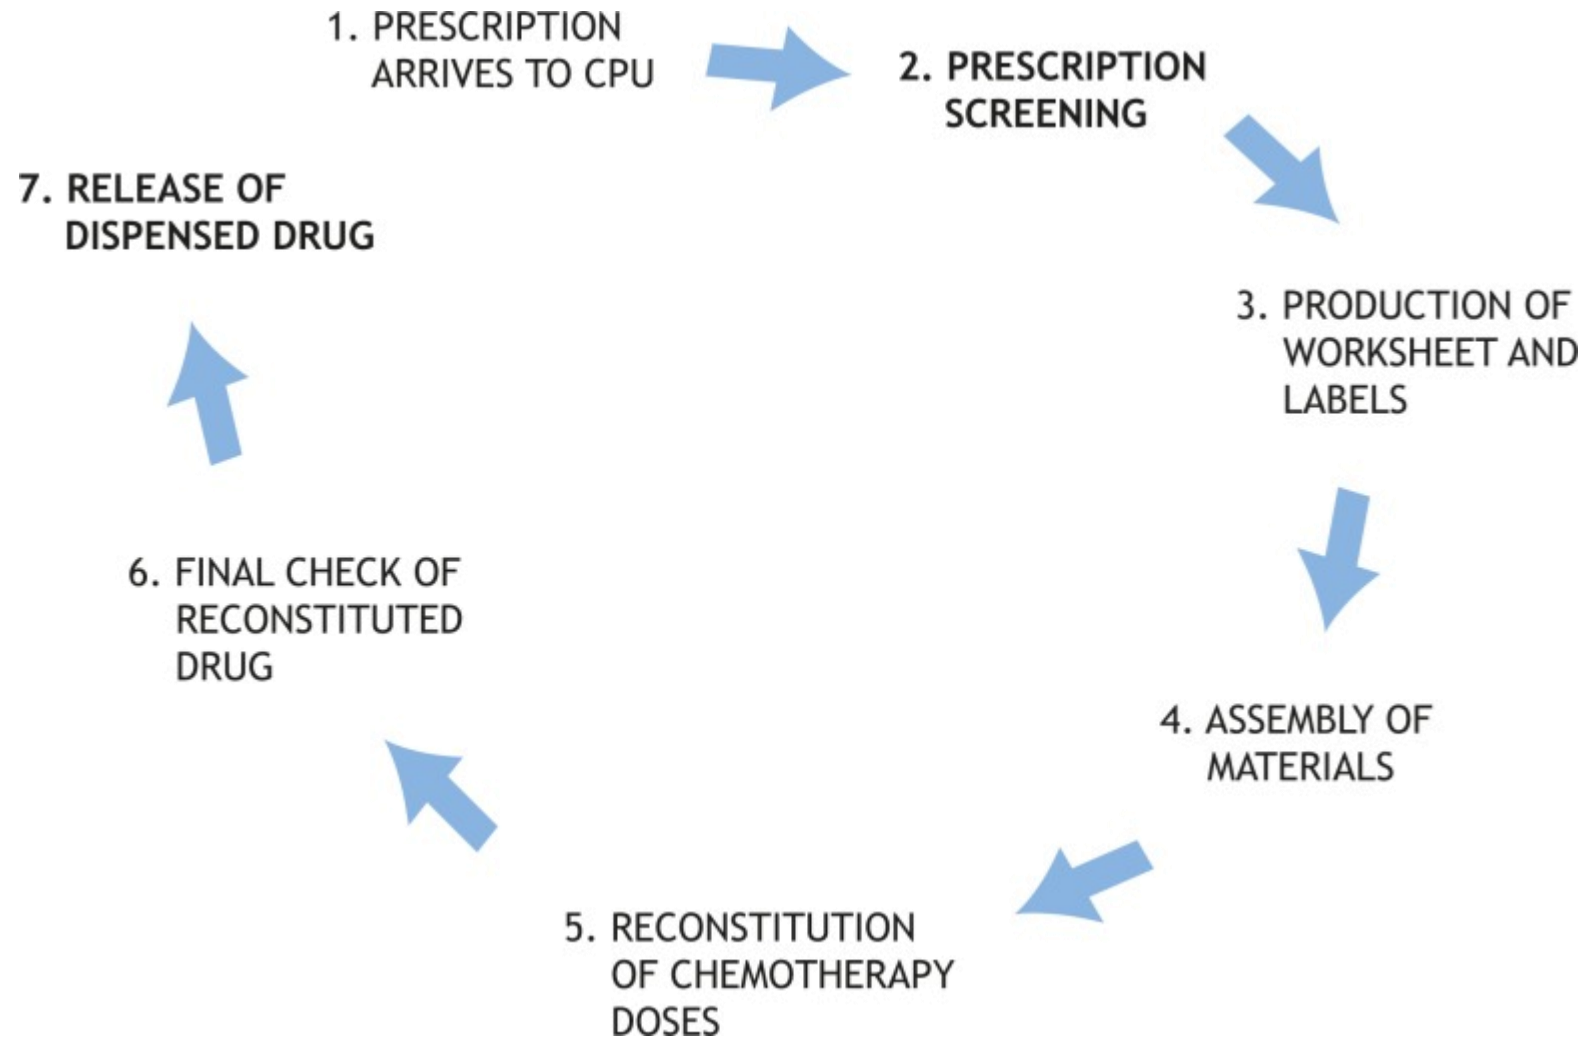 1. PRESCRIPTION
ARRIVES TO CPU
2. PRESCRIPTION
SCREENING
3. PRODUCTION OF
WORKSHEET AND
LABELS
4. ASSEMBLY OF
MATERIALS
5. RECONSTITUTION
OF CHEMOTHERAPY
DOSES
6. FINAL CHECK OF
RECONSTITUTED
DRUG
7. RELEASE OF
DISPENSED DRUG